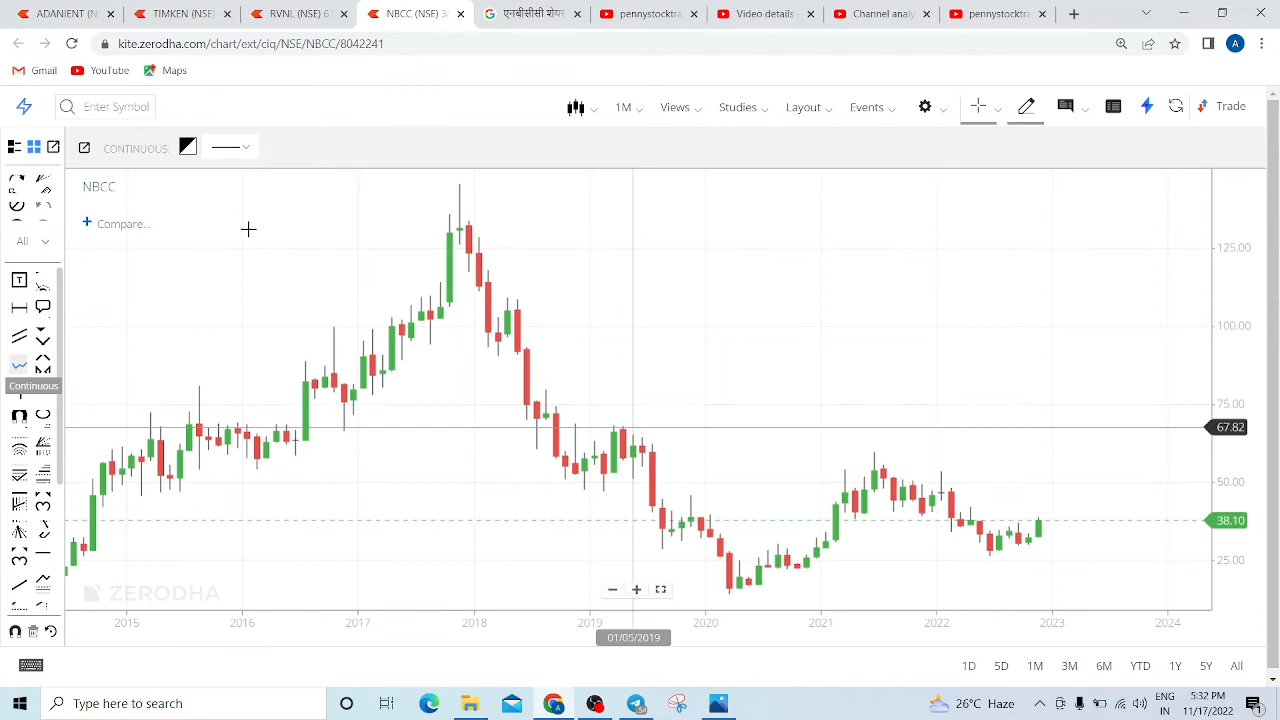 ADANIENT (NS
TIMKEN (NSE)
RVNL (NSE) 6
NBCC (NSE) 3
pennystocktra
Video details
Channel analy
pennystocktra
kite.zerodha.com/chart/ext/ciq/NSE/NBCC/8042241
A
Gmail
YouTube
Maps
Enter Symbol
1M
Views
Studies
Layout
Events
Trade
CONTINUOUS:
NBCC
Compare...
All
T
Continuous
125.00
100.00
75.00
67.82
50.00
38.10
25.00
ZERODHA
2015
2016
2017
2018
2019
2020
2021
2022
2023
2024
01/05/2019
1D
5D
1M
3M
6M
YTD
1Y
5Y
All
Type here to search
26°C Haze
5:32 PM
11/17/2022